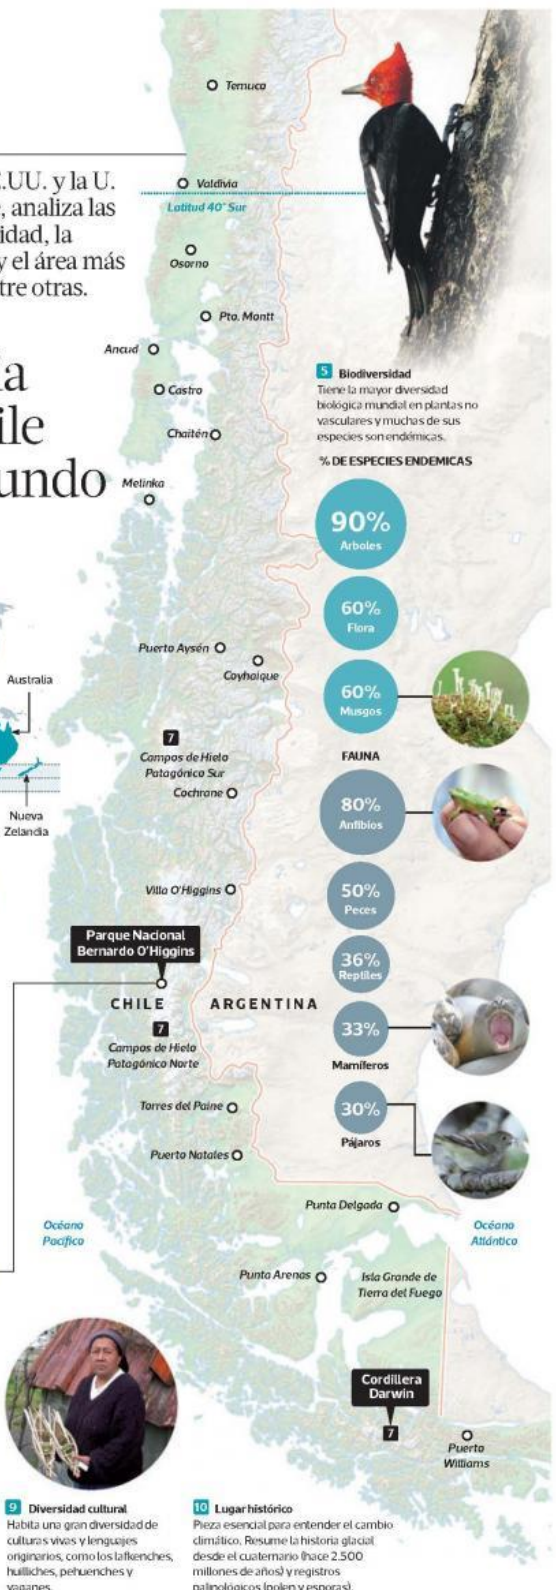 Temuco
E.UU. y la U.
, analiza las
idad, la
y el área más
tre otras.
Valdivia
Latitud 40° Sur
Osorno
Pto. Montt
Ancud
Castro
Chaitén
Melinka
a
ile
undo
5 Biodiversidad
Tiene la mayor diversidad
biológica mundial en plantas no
vasculares y muchas de sus
especies son endémicas.
% DE ESPECIES ENDEMICAS
90%
Arboles
60%
Flora
60%
Musgos
FAUNA
80%
Anfibios
50%
Peces
36%
Reptiles
33%
Mamíferos
30%
Pájaros
Australia
Nueva
Zelandia
Puerto Aysén
Coyhaique
7
Campos de Hielo
Patagónico Sur
Cochrane
Villa O'Higgins
Parque Nacional
Bernardo O'Higgins
CHILE
ARGENTINA
7
Campos de Hielo
Patagónico Norte
Torres del Paine
Puerto Natales
Punta Delgada
Océano
Pacífico
Océano
Atlántico
Punta Arenas
Isla Grande de
Tierra del Fuego
Cordillera
Darwin
7
Puerto
Williams
9 Diversidad cultural
Habita una gran diversidad de
culturas vivas y lenguajes
originarios, como los lafkenches,
huilliches, pehuenches y
yaganes.
10 Lugar histórico
Pieza esencial para entender el cambio
climático. Resume la historia glacial
desde el cuaternario (hace 2.500
millones de años) y registros
palinológicos (polen y esporas).